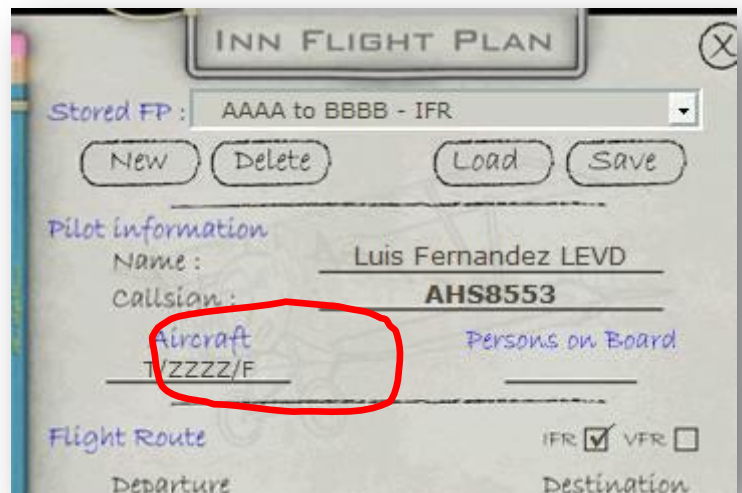 INN FLIGHT PLAN
Stored FP : AAAA to BBBB - IFR
New Delete Load Save
Pilot information
Name : Luis Fernandez LEVD
Callsign : AHS8553
Aircraft Persons on Board
T/ZZZZ/F
Flight Route IFR VFR
Departure Destination